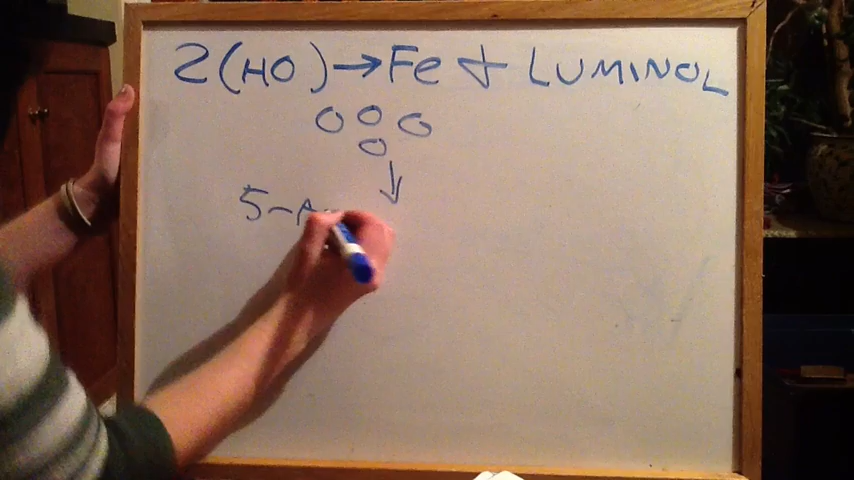 2(HO)→Fe + LUMINOL
O O O
O
↓
5-A